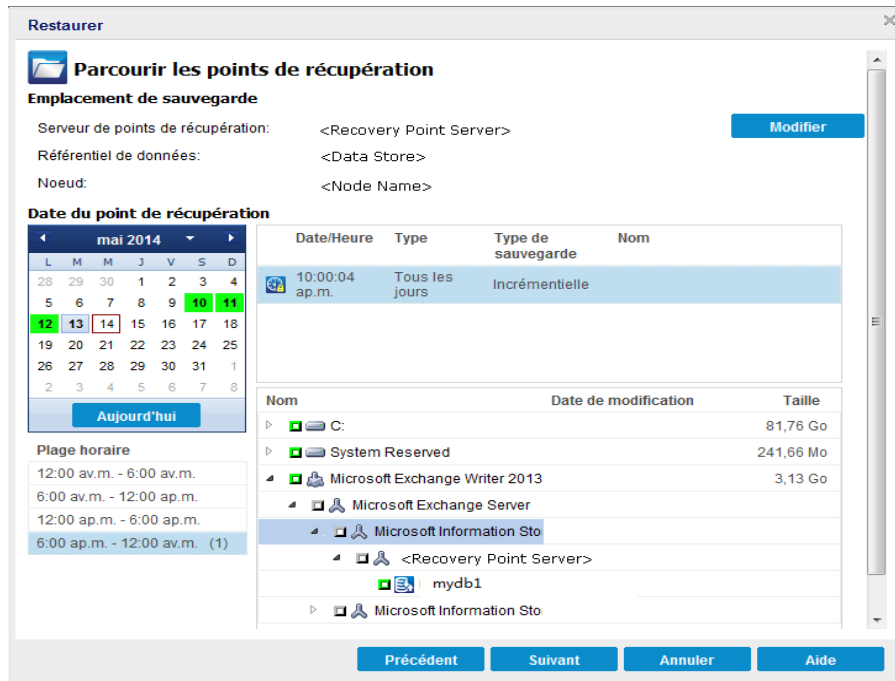 Restaurer
Parcourir les points de récupération
Emplacement de sauvegarde
Serveur de points de récupération: <Recovery Point Server>
Modifier
Référentiel de données: <Data Store>
Noeud: <Node Name>
Date du point de récupération
mai 2014
L M M J V S D
28 29 30 1 2 3 4
5 6 7 8 9 10 11
12 13 14 15 16 17 18
19 20 21 22 23 24 25
26 27 28 29 30 31 1
2 3 4 5 6 7 8
Aujourd'hui
Plage horaire
12:00 av.m. - 6:00 av.m.
6:00 av.m. - 12:00 ap.m.
12:00 ap.m. - 6:00 ap.m.
6:00 ap.m. - 12:00 av.m. (1)
Date/Heure Type Type de sauvegarde Nom
10:00:04 ap.m. Tous les jours Incrémentielle
Nom Date de modification Taille
C: 81,76 Go
System Reserved 241,66 Mo
Microsoft Exchange Writer 2013 3,13 Go
Microsoft Exchange Server
Microsoft Information Sto
<Recovery Point Server>
mydb1
Microsoft Information Sto
Précédent Suivant Annuler Aide